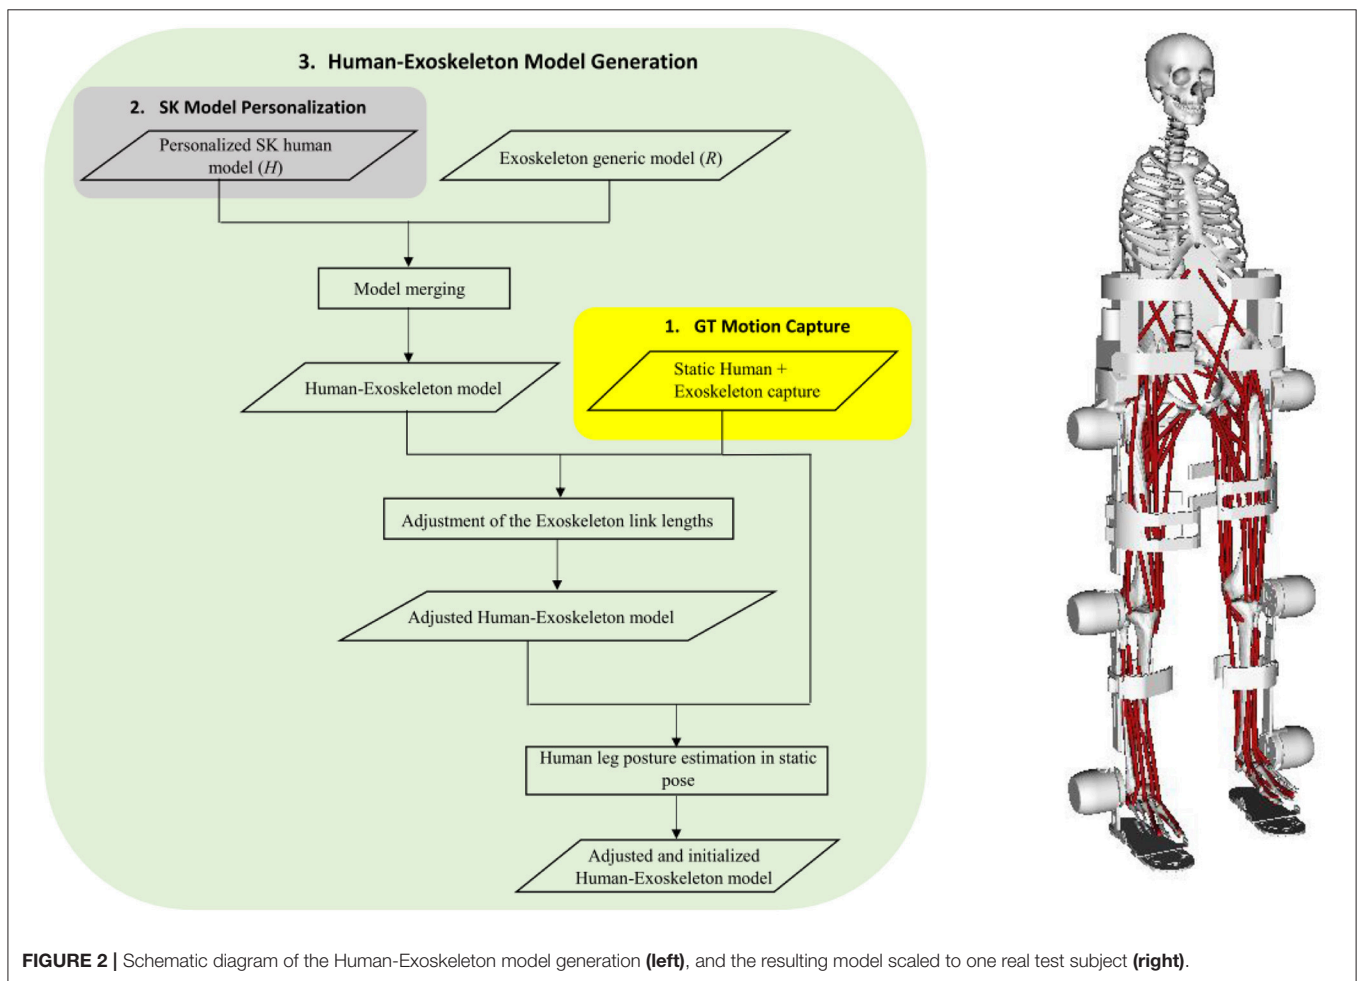 3. Human-Exoskeleton Model Generation
2. SK Model Personalization
Personalized SK human
model (H)
Exoskeleton generic model (R)
Model merging
1. GT Motion Capture
Static Human +
Exoskeleton capture
Human-Exoskeleton model
Adjustment of the Exoskeleton link lengths
Adjusted Human-Exoskeleton model
Human leg posture estimation in static
pose
Adjusted and initialized
Human-Exoskeleton model
FIGURE 2 | Schematic diagram of the Human-Exoskeleton model generation (left), and the resulting model scaled to one real test subject (right).